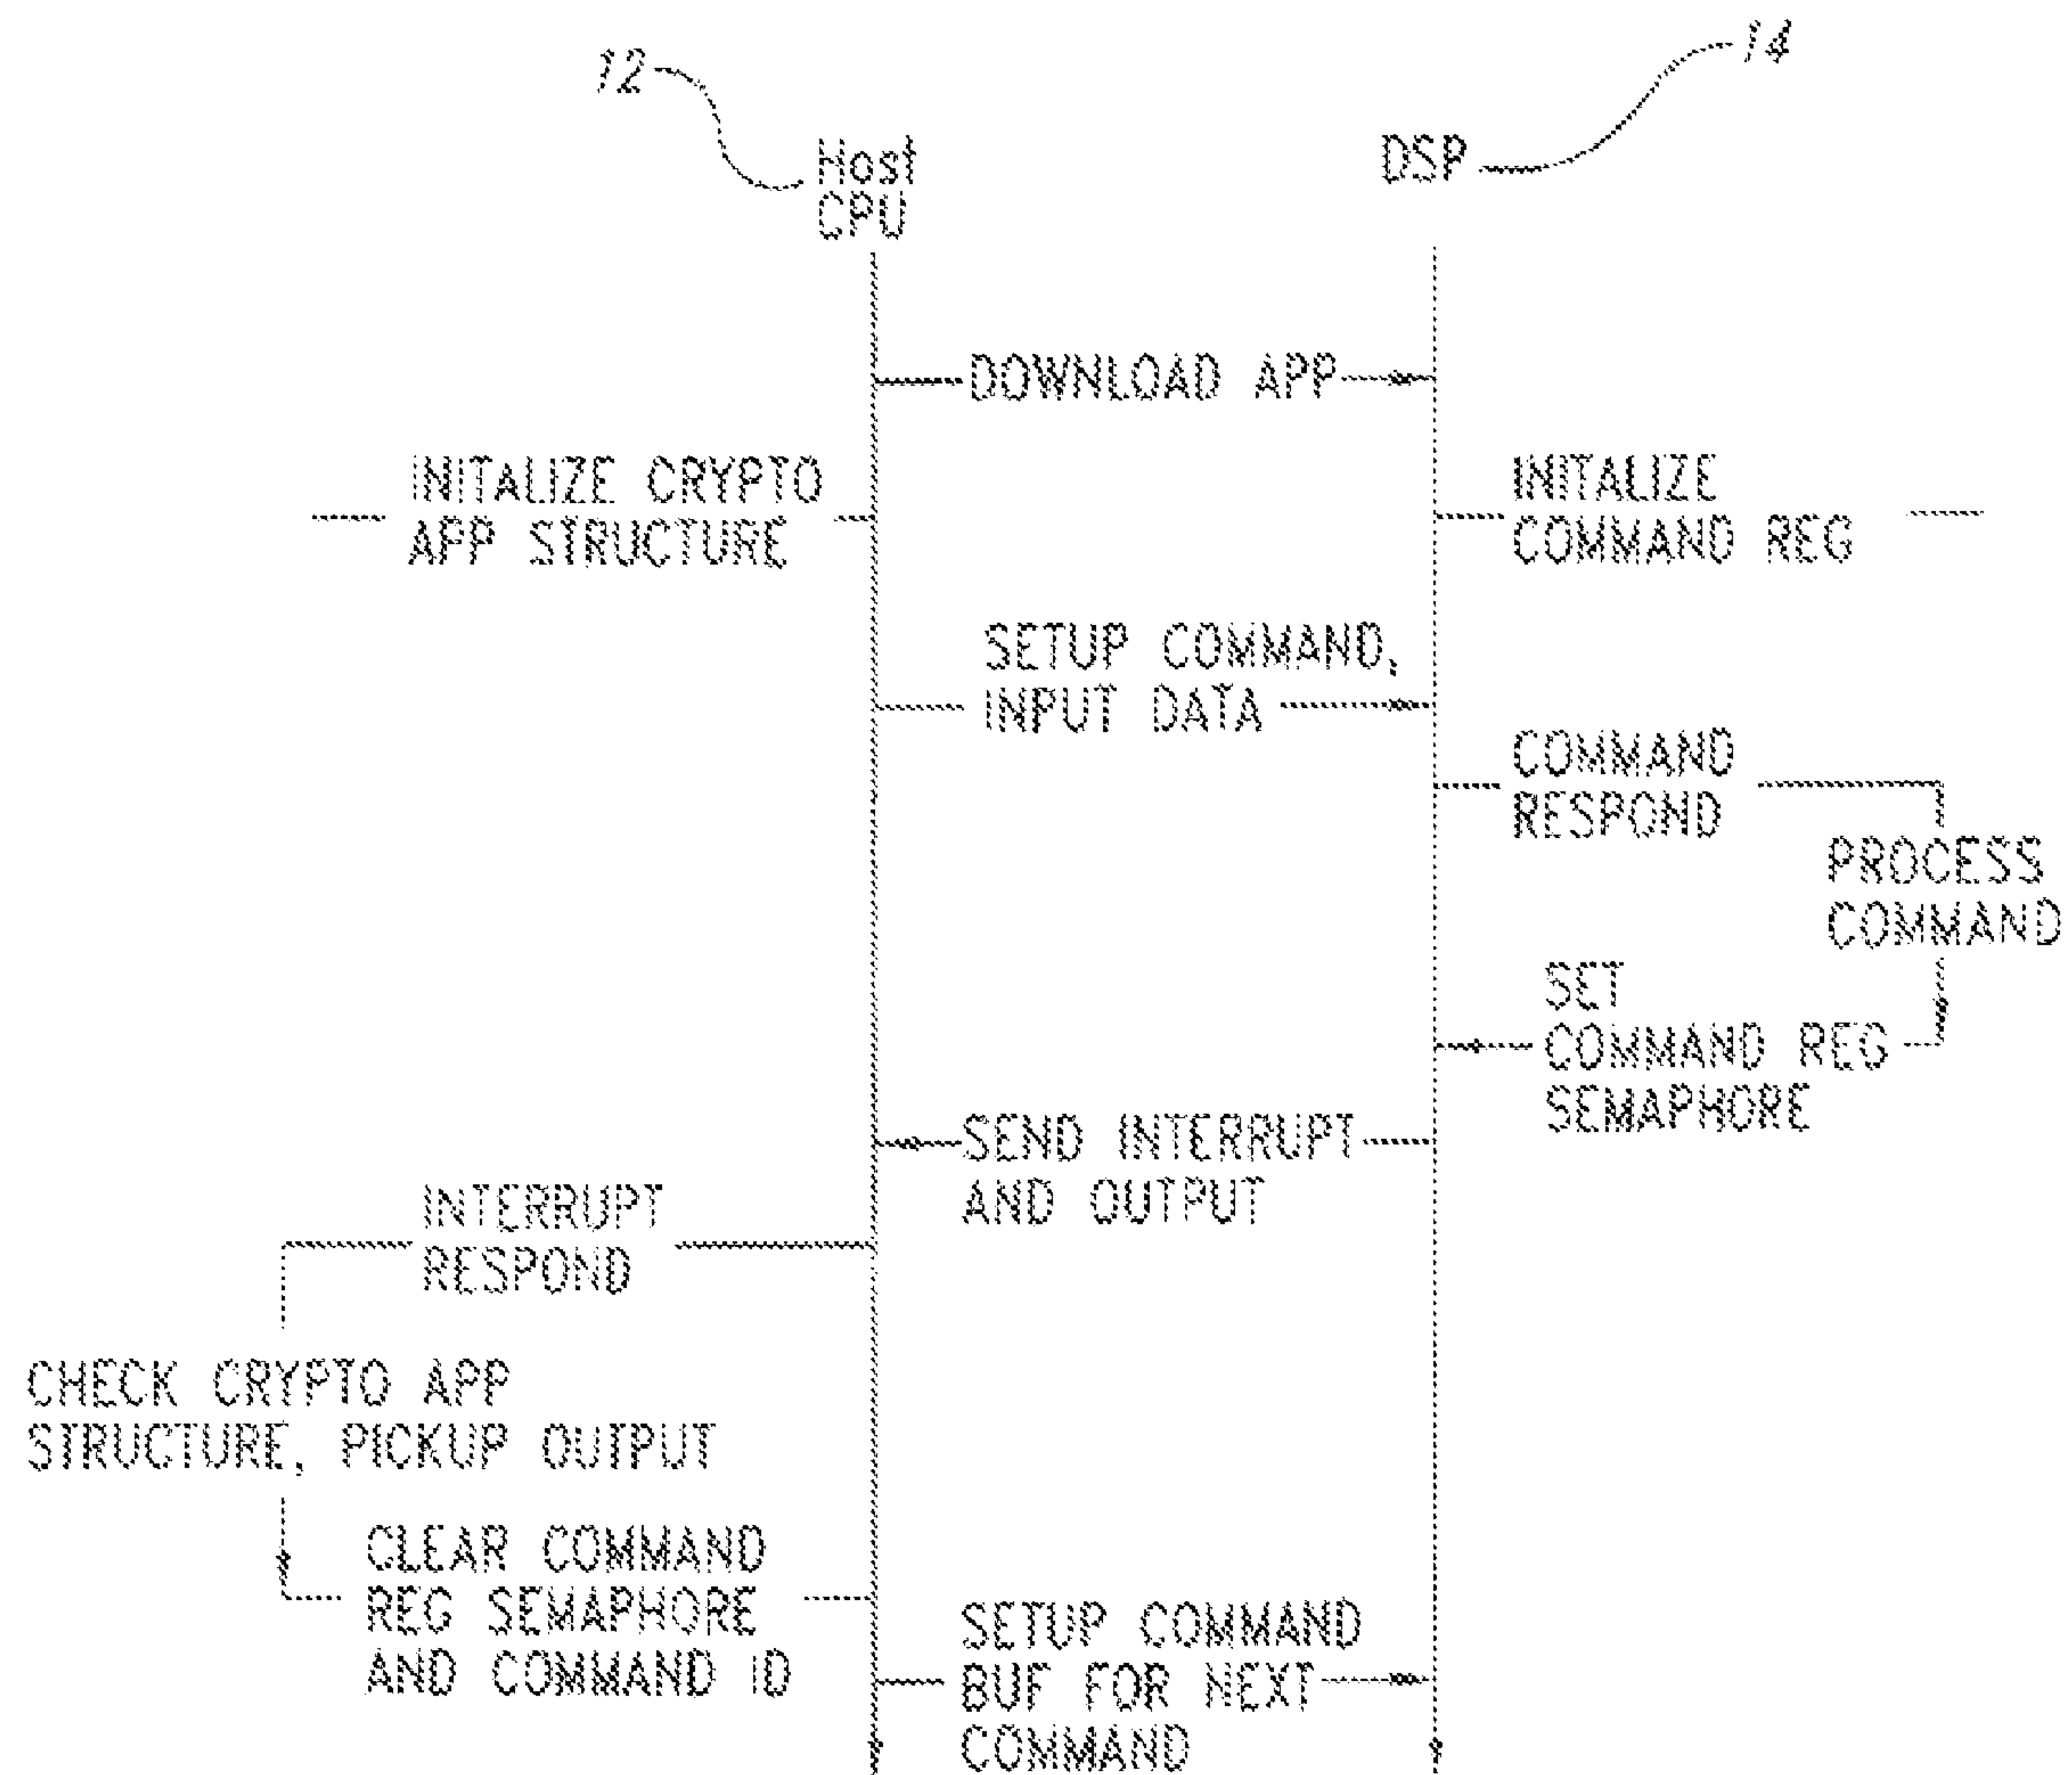 12
14
Host
CPU
DSP
DOWNLOAD APP
INITALIZE CRYPTO
APP STRUCTURE
INITALIZE
COMMAND REG
SETUP COMMAND,
INPUT DATA
COMMAND
RESPOND
PROCESS
COMMAND
SET
COMMAND REG
SEMAPHORE
SEND INTERRUPT
AND OUTPUT
INTERRUPT
RESPOND
CHECK CRYPTO APP
STRUCTURE, PICKUP OUTPUT
CLEAR COMMAND
REG SEMAPHORE
AND COMMAND ID
SETUP COMMAND
BUF FOR NEXT
COMMAND